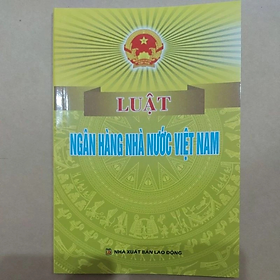 LUẬT
NGÂN HÀNG NHÀ NƯỚC VIỆT NAM
NHÀ XUẤT BẢN LAO ĐỘNG